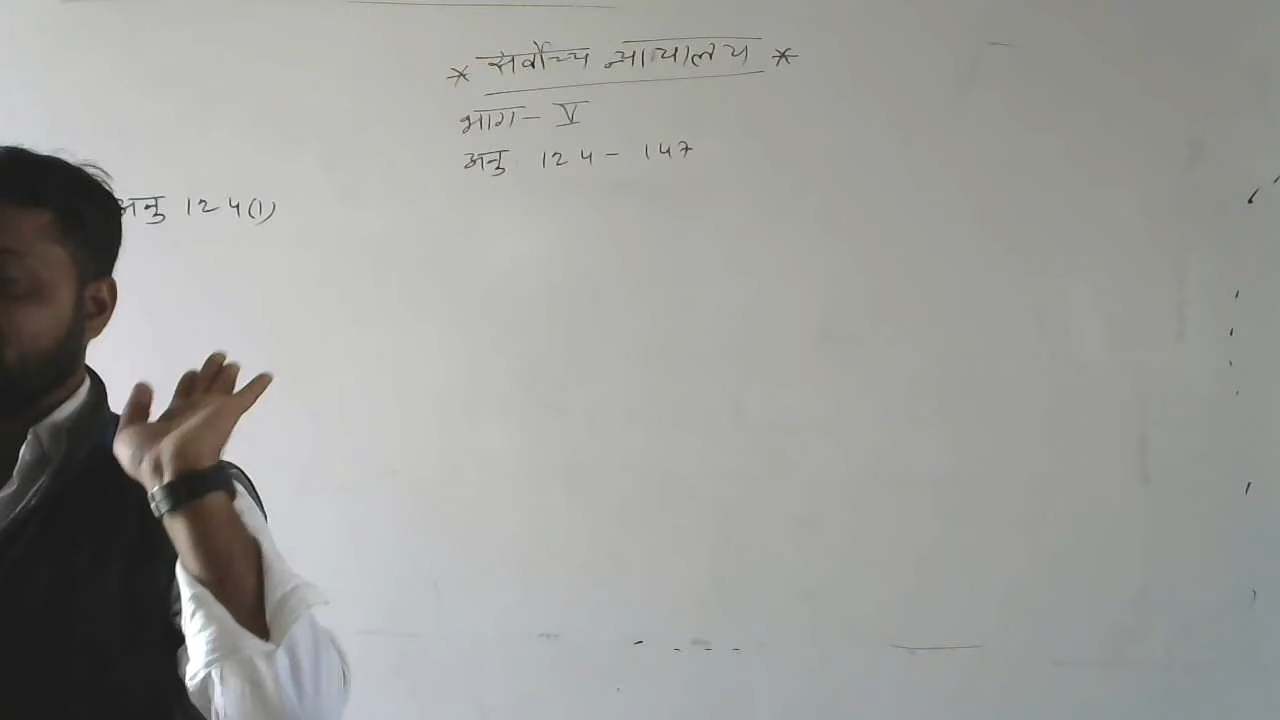 * सर्वोच्च न्यायालय *
भाग - V
अनु 124 - 147
अनु 124(1)